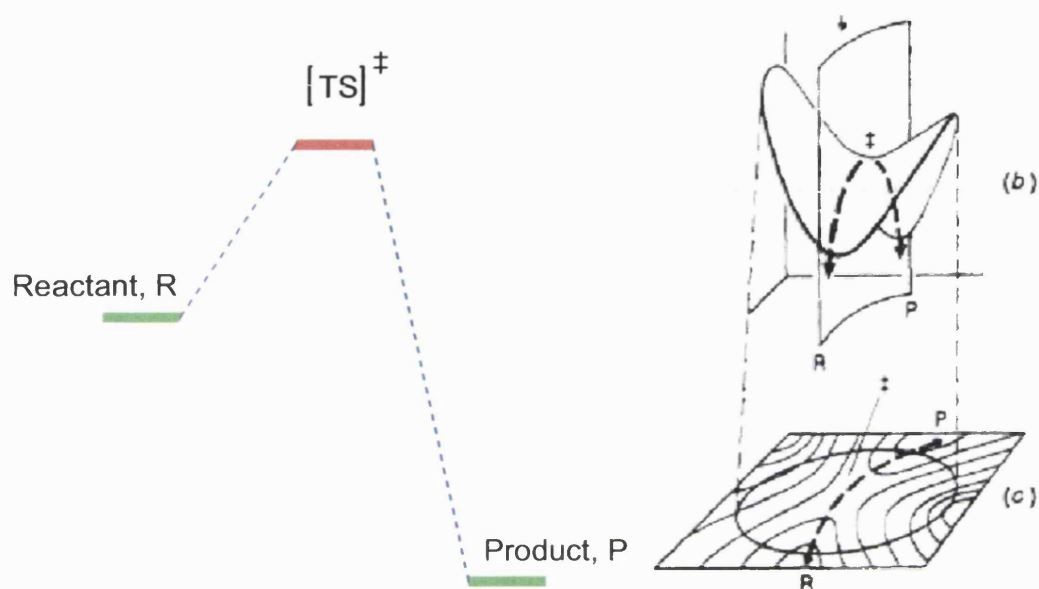 [TS]‡
Reactant, R
Product, P
‡
(b)
P
R
‡
P
(c)
R